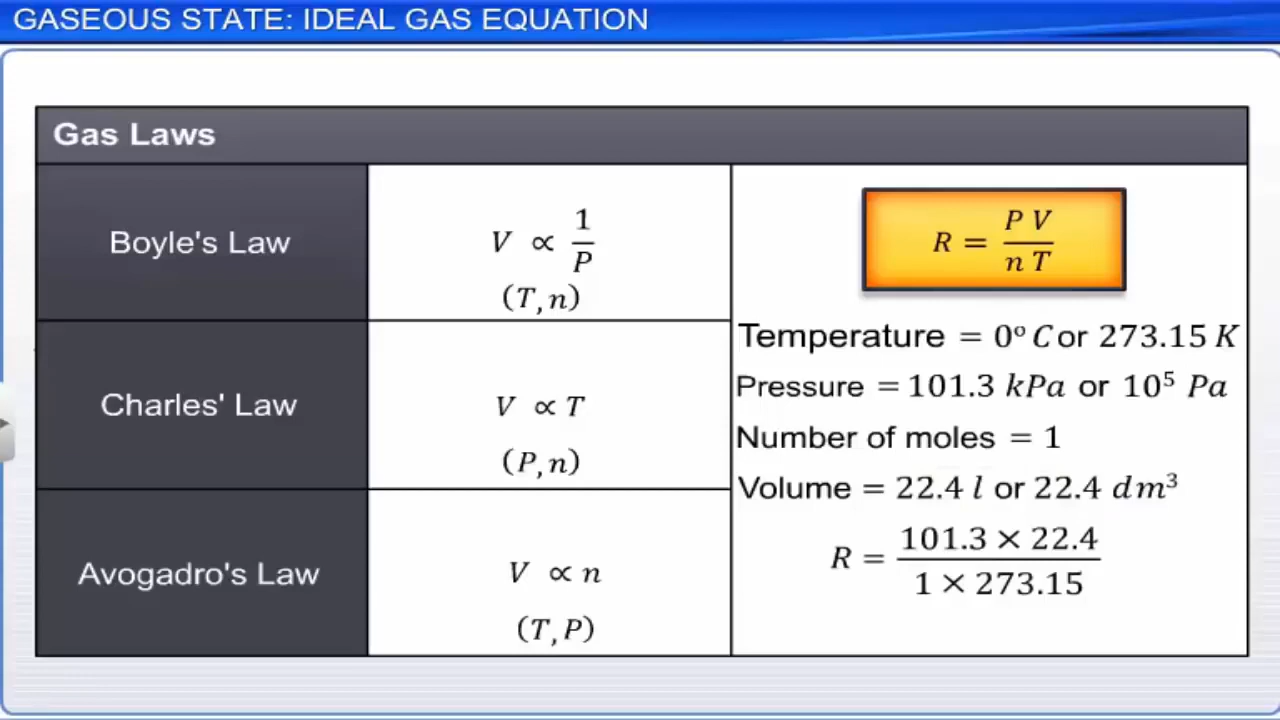 GASEOUS STATE: IDEAL GAS EQUATION
Gas Laws
Boyle's Law
V ∝ 1/P
(T,n)
Charles' Law
V ∝ T
(P,n)
Avogadro's Law
V ∝ n
(T,P)
R = P V / n T
Temperature = 0° C or 273.15 K
Pressure = 101.3 kPa or 10⁵ Pa
Number of moles = 1
Volume = 22.4 l or 22.4 dm³
R = 101.3 × 22.4 / 1 × 273.15